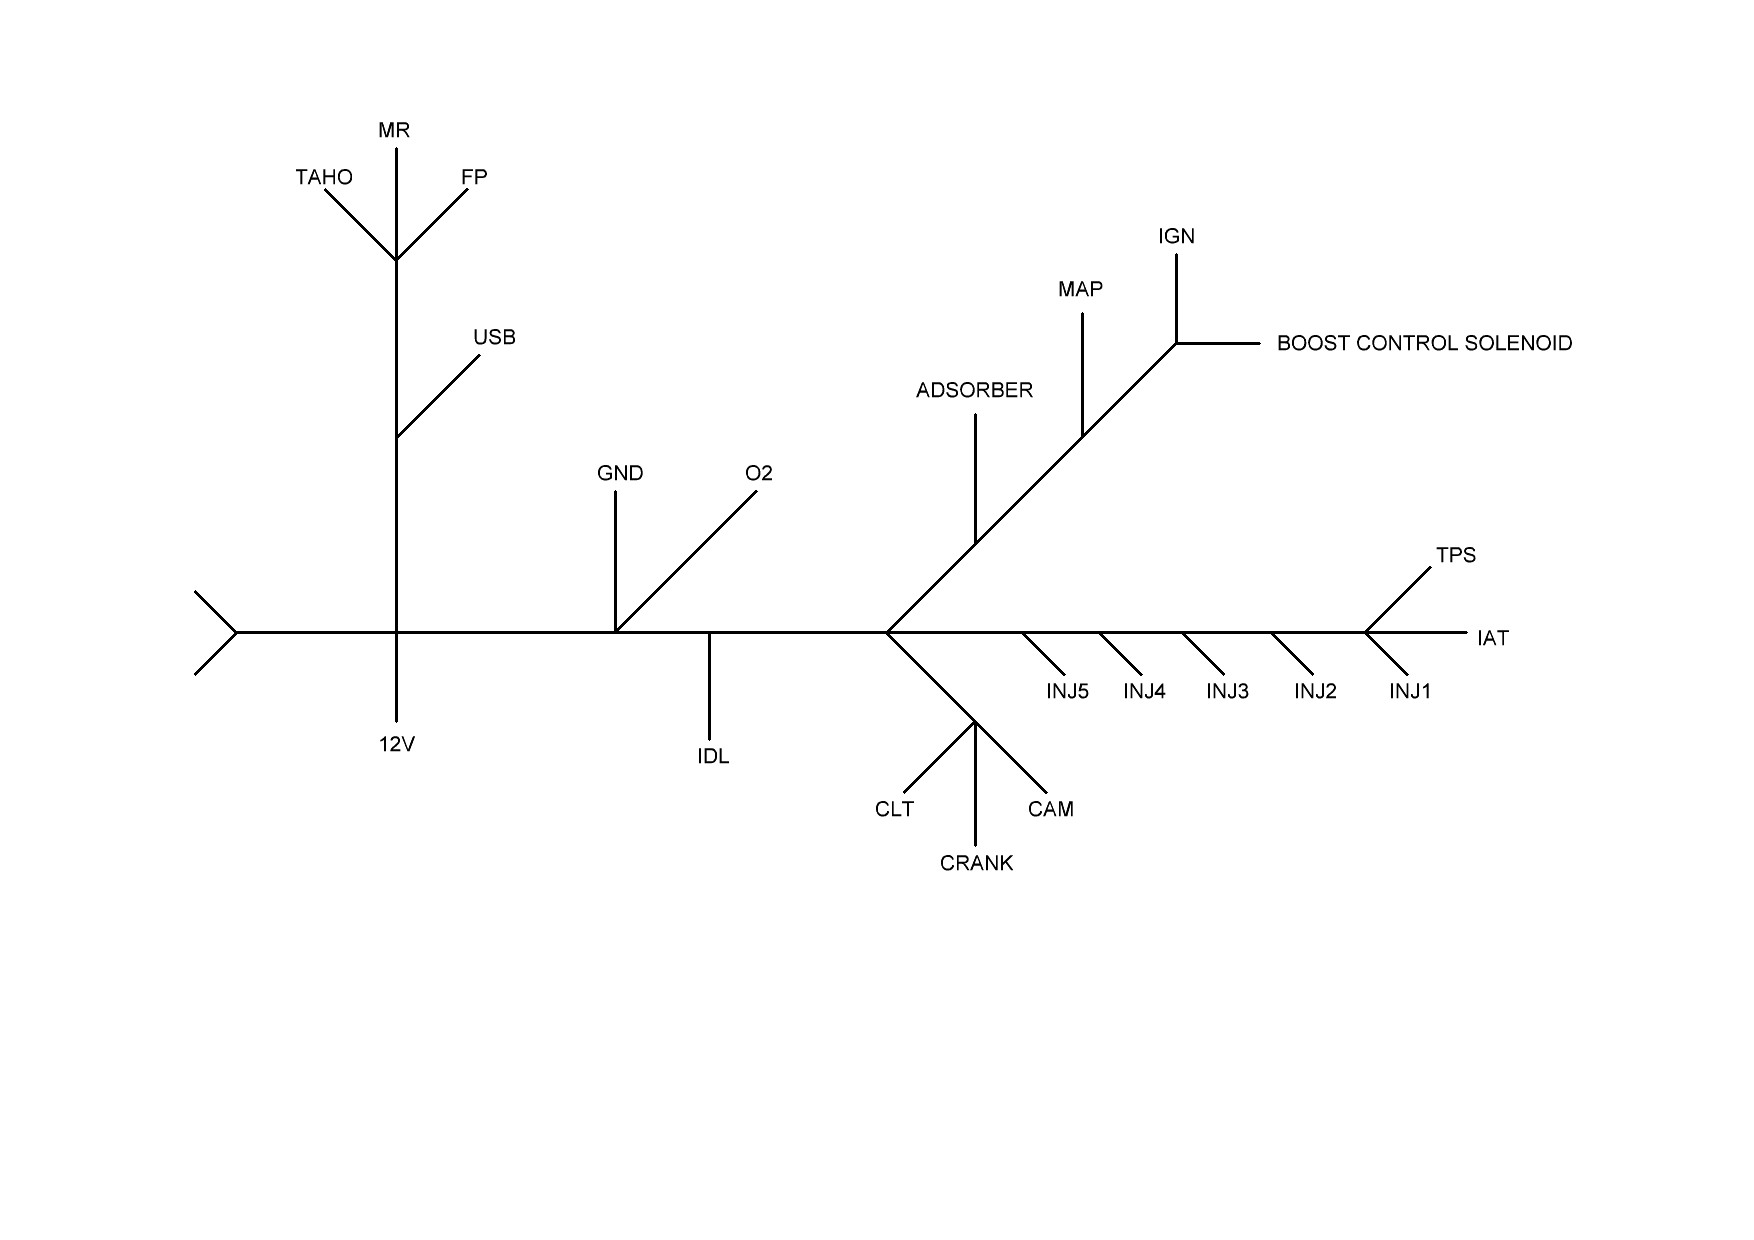 MR
TAHO
FP
IGN
MAP
USB
BOOST CONTROL SOLENOID
ADSORBER
GND
O2
TPS
IAT
INJ5
INJ4
INJ3
INJ2
INJ1
12V
IDL
CLT
CAM
CRANK